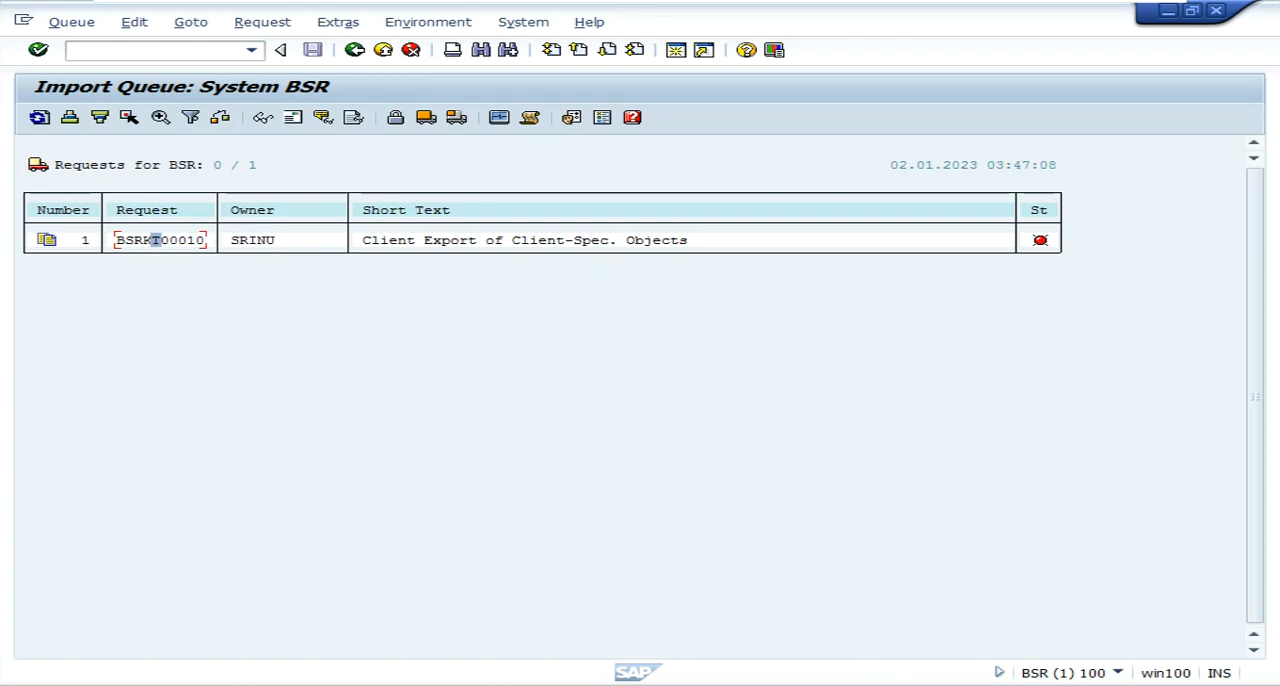 Queue Edit Goto Request Extras Environment System Help
Import Queue: System BSR
Requests for BSR: 0 / 1 02.01.2023 03:47:08
Number Request Owner Short Text St
1 BSRKT00010 SRINU Client Export of Client-Spec. Objects
SAP BSR (1) 100 win100 INS